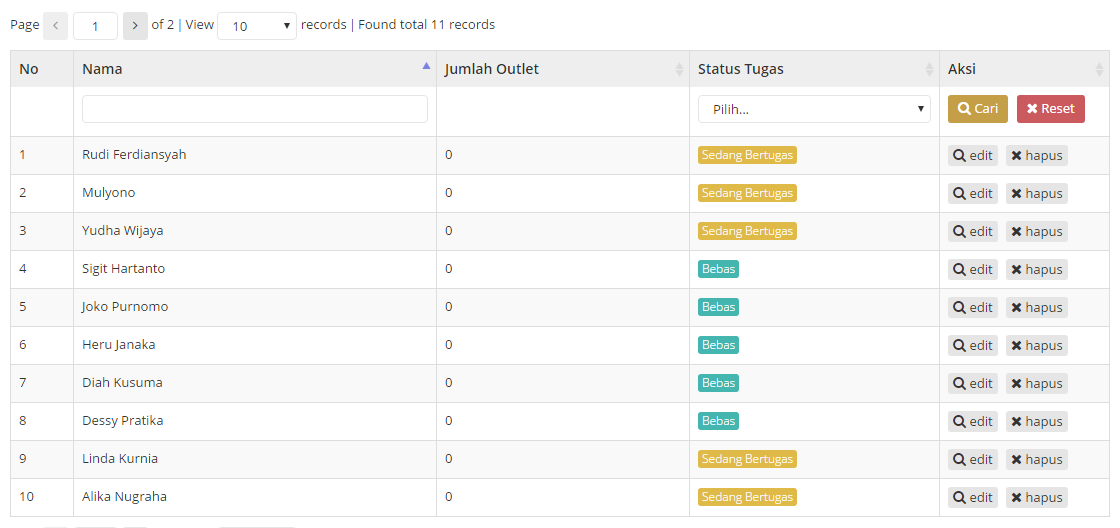 Page < 1 > of 2 | View 10 records | Found total 11 records
No Nama Jumlah Outlet Status Tugas Aksi
Pilih... Cari Reset
1 Rudi Ferdiansyah 0 Sedang Bertugas edit hapus
2 Mulyono 0 Sedang Bertugas edit hapus
3 Yudha Wijaya 0 Sedang Bertugas edit hapus
4 Sigit Hartanto 0 Bebas edit hapus
5 Joko Purnomo 0 Bebas edit hapus
6 Heru Janaka 0 Bebas edit hapus
7 Diah Kusuma 0 Bebas edit hapus
8 Dessy Pratika 0 Bebas edit hapus
9 Linda Kurnia 0 Sedang Bertugas edit hapus
10 Alika Nugraha 0 Sedang Bertugas edit hapus